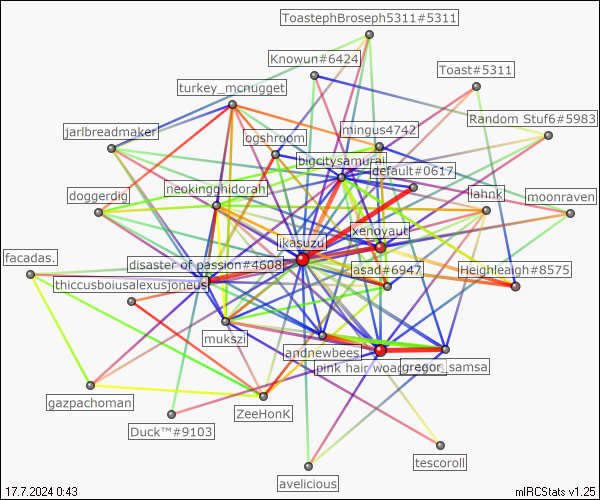 ToastephBroseph5311#5311
Knowun#6424
Toast#5311
turkey_mcnugget
Random Stuf6#5983
jarlbreadmaker
ogshroom
mingus4742
bigcitysamurai
default#0617
doggerdig
neokingghidorah
lahnk
moonraven
ikasuzu
xenoyaut
facadas.
disaster of passion#4608
asad#6947
Heighleaigh#8575
thiccusboiusalexusjoneus
mukszi
andnewbees
pink hair woag
gregor_samsa
gazpachoman
ZeeHonK
Duck™#9103
tescoroll
avelicious
17.7.2024 0:43
mIRCStats v1.25